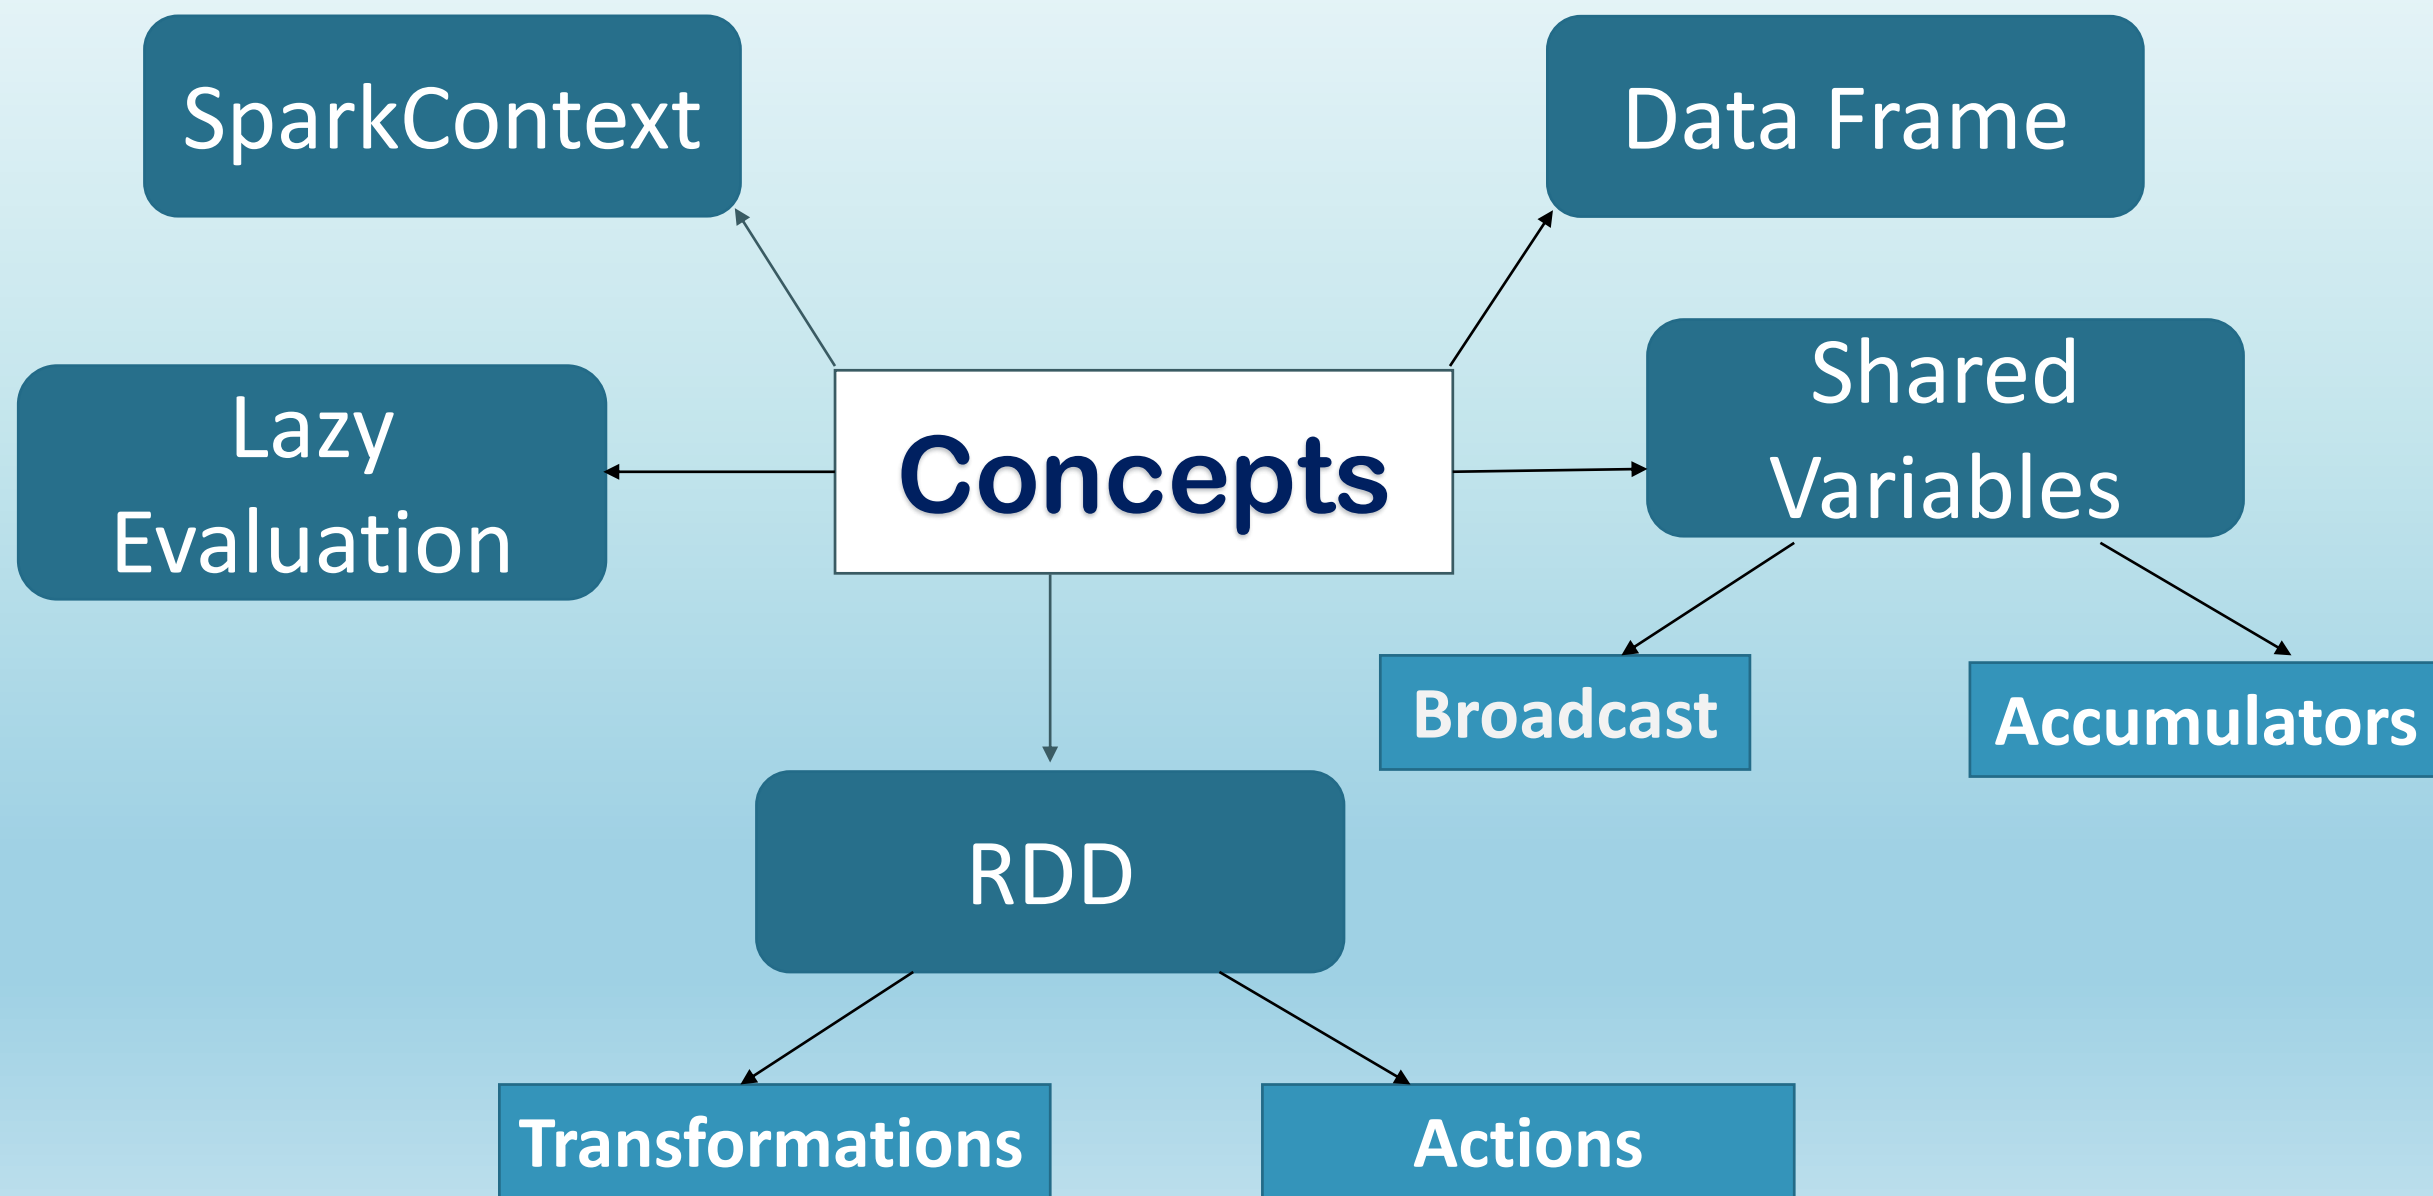 SparkContext
Data Frame
Lazy
Evaluation
Concepts
Shared
Variables
Broadcast
Accumulators
RDD
Transformations
Actions